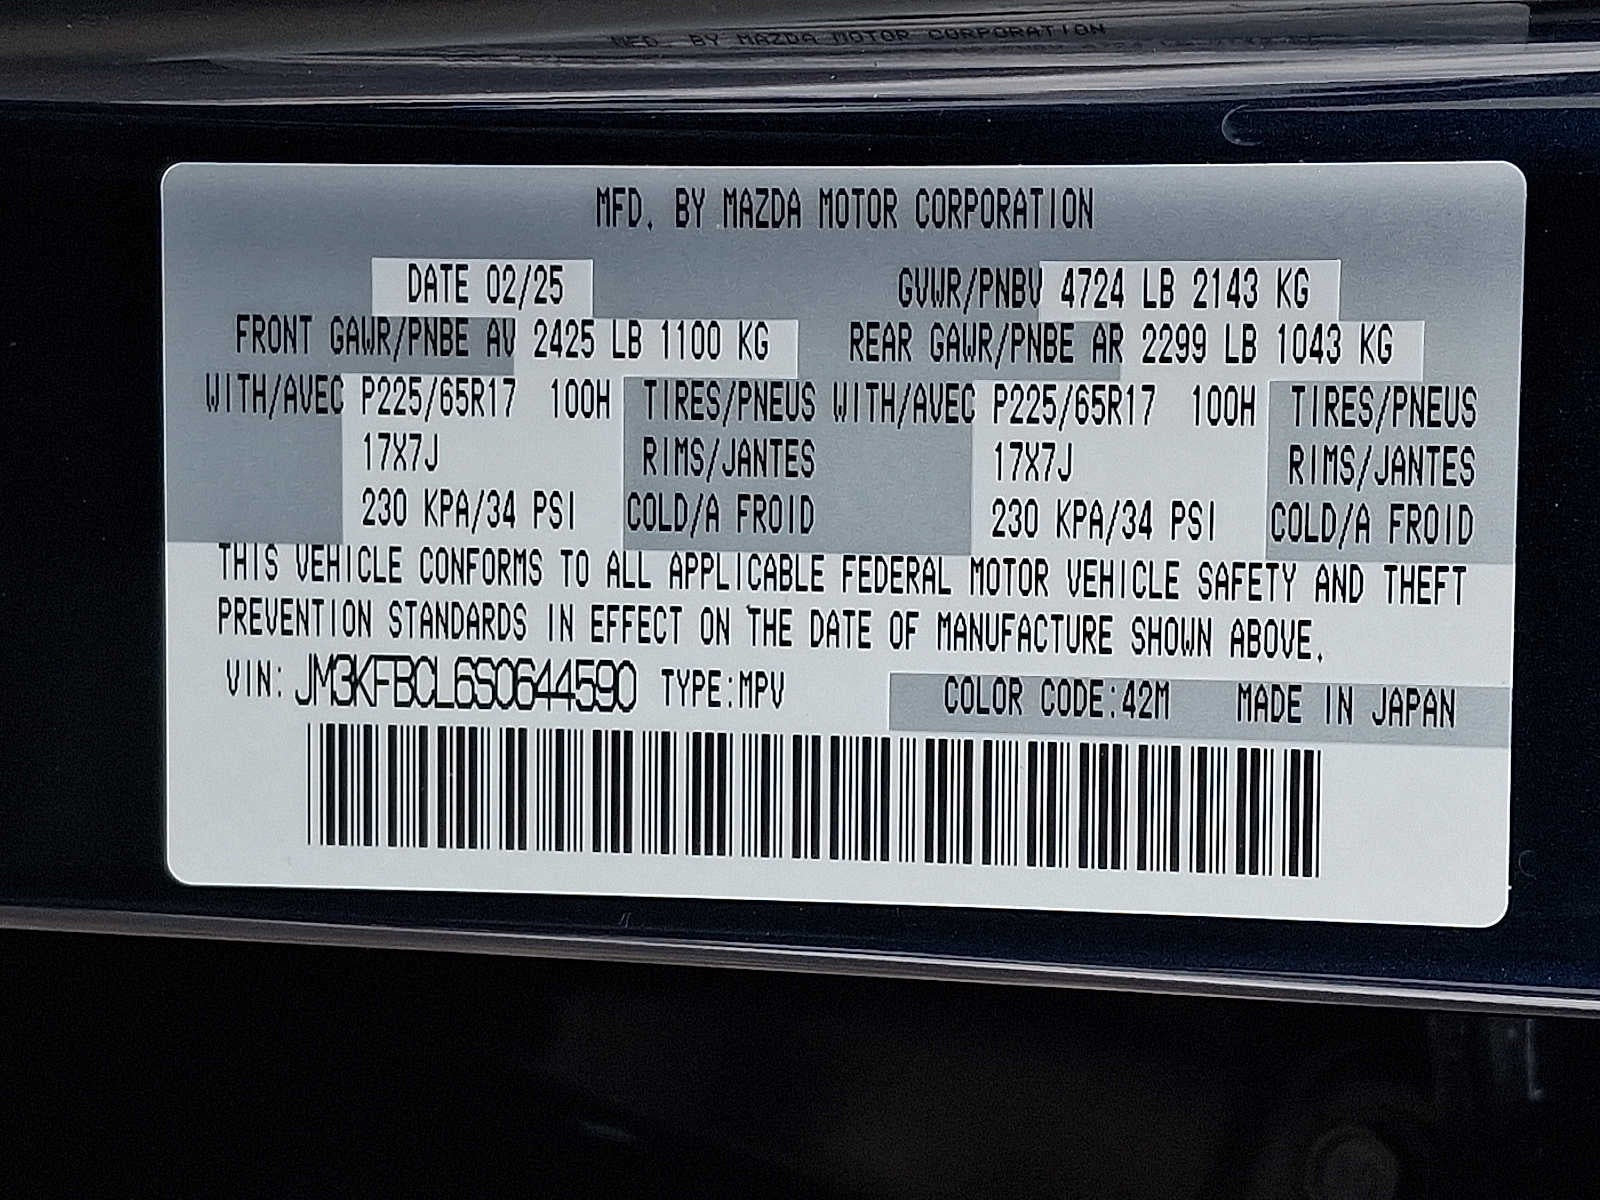 MFD. BY MAZDA MOTOR CORPORATION
MFD. BY MAZDA MOTOR CORPORATION
DATE 02/25 GVWR/PNBV 4724 LB 2143 KG
FRONT GAWR/PNBE AV 2425 LB 1100 KG REAR GAWR/PNBE AR 2299 LB 1043 KG
WITH/AVEC P225/65R17 100H TIRES/PNEUS WITH/AVEC P225/65R17 100H TIRES/PNEUS
17X7J RIMS/JANTES 17X7J RIMS/JANTES
230 KPA/34 PSI COLD/A FROID 230 KPA/34 PSI COLD/A FROID
THIS VEHICLE CONFORMS TO ALL APPLICABLE FEDERAL MOTOR VEHICLE SAFETY AND THEFT
PREVENTION STANDARDS IN EFFECT ON THE DATE OF MANUFACTURE SHOWN ABOVE.
VIN: JM3KFBCL6S0644590 TYPE:MPV COLOR CODE:42M MADE IN JAPAN